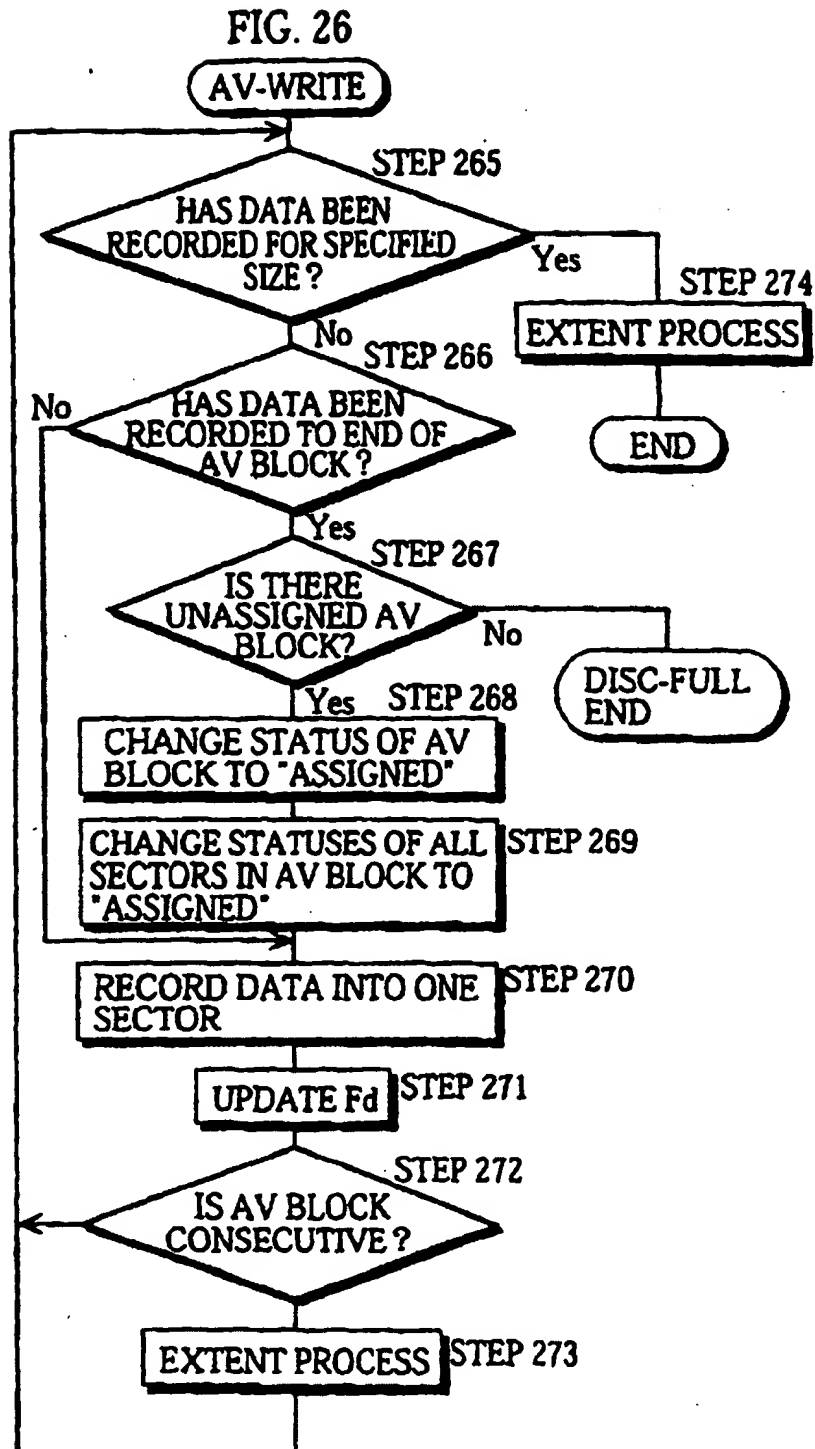 FIG. 26
AV-WRITE
STEP 265
HAS DATA BEEN
RECORDED FOR SPECIFIED
SIZE ?
Yes
STEP 274
EXTENT PROCESS
END
No
STEP 266
No
HAS DATA BEEN
RECORDED TO END OF
AV BLOCK ?
Yes
STEP 267
IS THERE
UNASSIGNED AV
BLOCK?
No
DISC-FULL
END
Yes
STEP 268
CHANGE STATUS OF AV
BLOCK TO "ASSIGNED"
CHANGE STATUSES OF ALL
SECTORS IN AV BLOCK TO
"ASSIGNED"
STEP 269
RECORD DATA INTO ONE
SECTOR
STEP 270
UPDATE Fd
STEP 271
STEP 272
IS AV BLOCK
CONSECUTIVE ?
EXTENT PROCESS
STEP 273